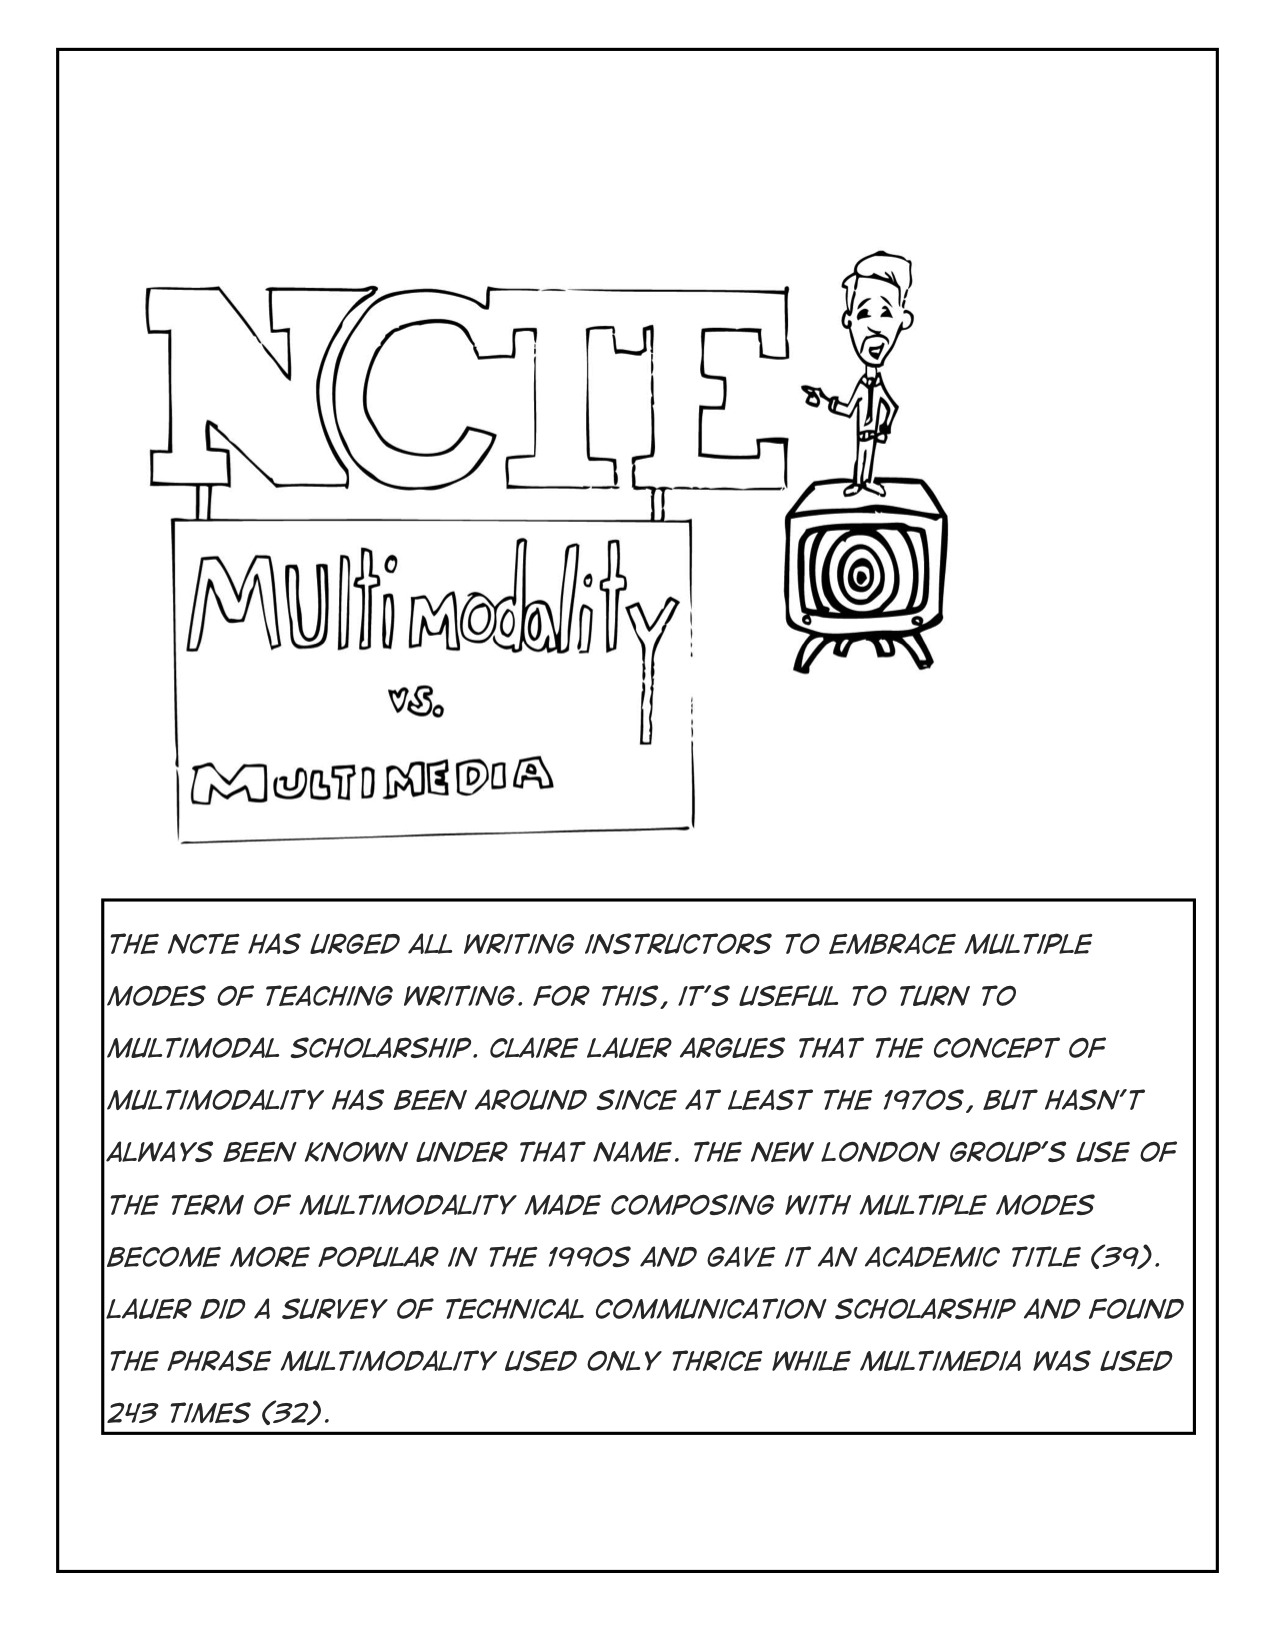 NCTE
Multimodality
vs.
MULTIMEDIA
THE NCTE HAS URGED ALL WRITING INSTRUCTORS TO EMBRACE MULTIPLE
MODES OF TEACHING WRITING. FOR THIS, IT'S USEFUL TO TURN TO
MULTIMODAL SCHOLARSHIP. CLAIRE LAUER ARGUES THAT THE CONCEPT OF
MULTIMODALITY HAS BEEN AROUND SINCE AT LEAST THE 1970S, BUT HASN'T
ALWAYS BEEN KNOWN UNDER THAT NAME. THE NEW LONDON GROUP'S USE OF
THE TERM OF MULTIMODALITY MADE COMPOSING WITH MULTIPLE MODES
BECOME MORE POPULAR IN THE 1990S AND GAVE IT AN ACADEMIC TITLE (39).
LAUER DID A SURVEY OF TECHNICAL COMMUNICATION SCHOLARSHIP AND FOUND
THE PHRASE MULTIMODALITY USED ONLY THRICE WHILE MULTIMEDIA WAS USED
243 TIMES (32).